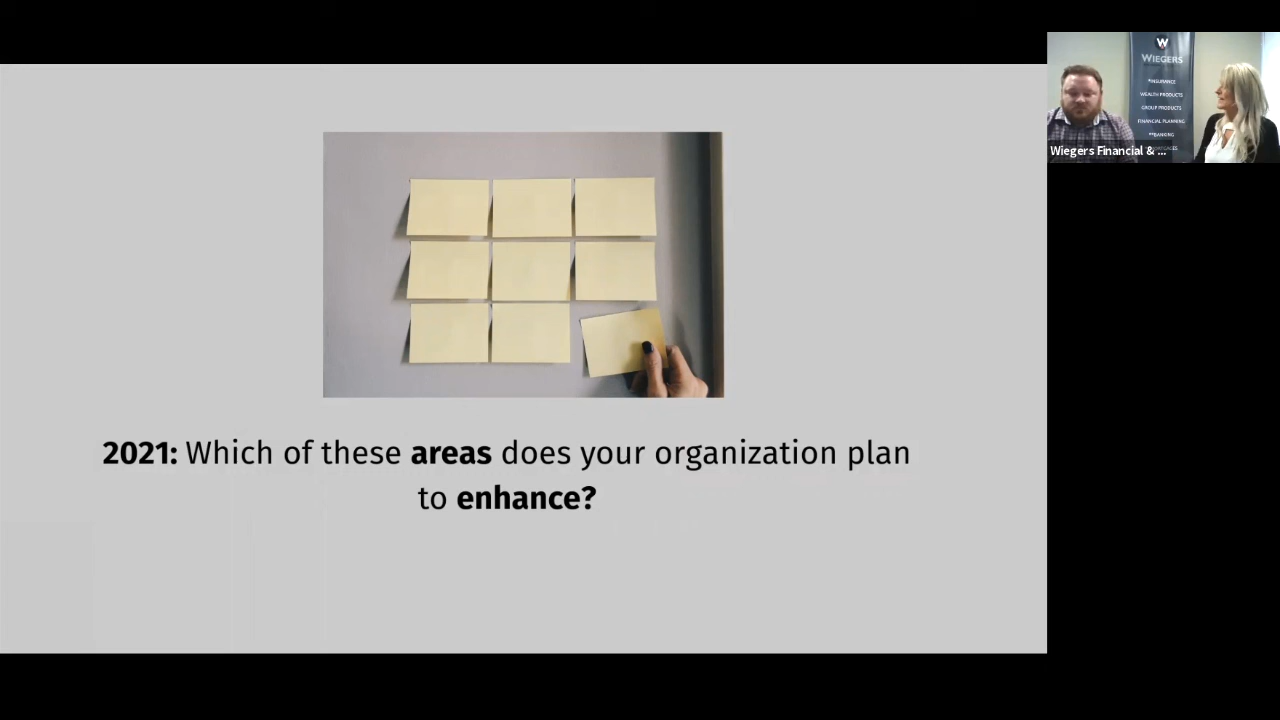 2021: Which of these areas does your organization plan
to enhance?
W
WIEGERS
*INSURANCE
WEALTH PRODUCTS
GROUP PRODUCTS
FINANCIAL PLANNING
**BANKING
Wiegers Financial & ...